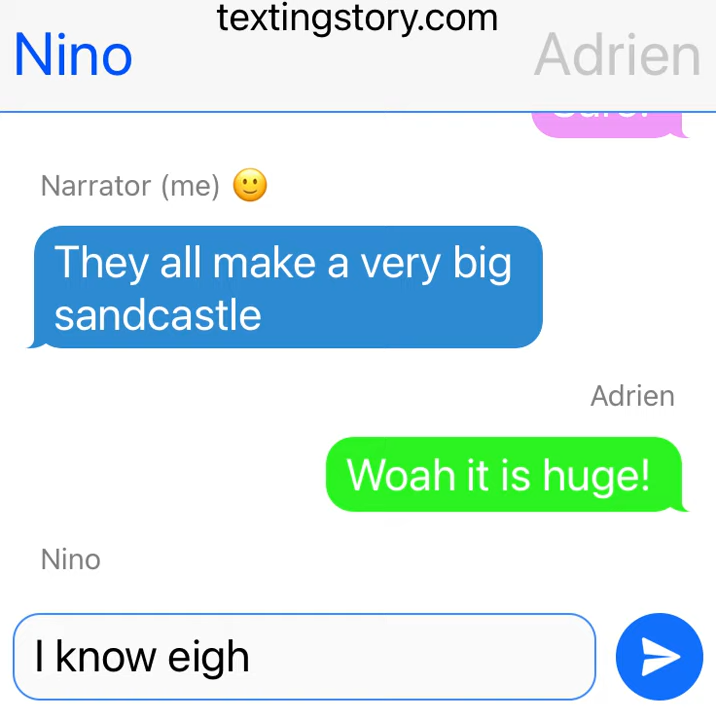 textingstory.com
Nino
Adrien
Narrator (me) 🙂
They all make a very big
sandcastle
Adrien
Woah it is huge!
Nino
I know eigh